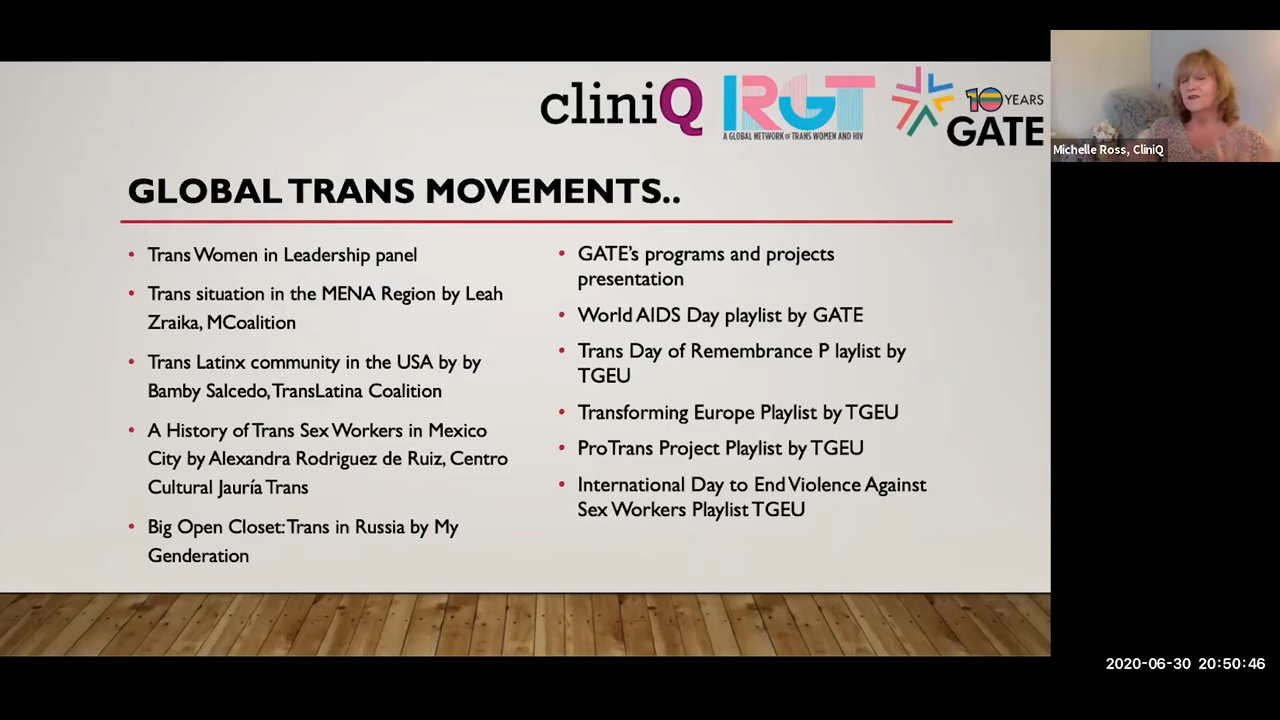 cliniQ
IRGT
A GLOBAL NETWORK OF TRANS WOMEN AND HIV
10 YEARS
GATE
Michelle Ross, CliniQ
GLOBAL TRANS MOVEMENTS..
• Trans Women in Leadership panel
• Trans situation in the MENA Region by Leah
Zraika, MCoalition
• Trans Latinx community in the USA by by
Bamby Salcedo, TransLatina Coalition
• A History of Trans Sex Workers in Mexico
City by Alexandra Rodriguez de Ruiz, Centro
Cultural Jauría Trans
• Big Open Closet: Trans in Russia by My
Genderation
• GATE's programs and projects
presentation
• World AIDS Day playlist by GATE
• Trans Day of Remembrance P laylist by
TGEU
• Transforming Europe Playlist by TGEU
• ProTrans Project Playlist by TGEU
• International Day to End Violence Against
Sex Workers Playlist TGEU
2020-06-30 20:50:46